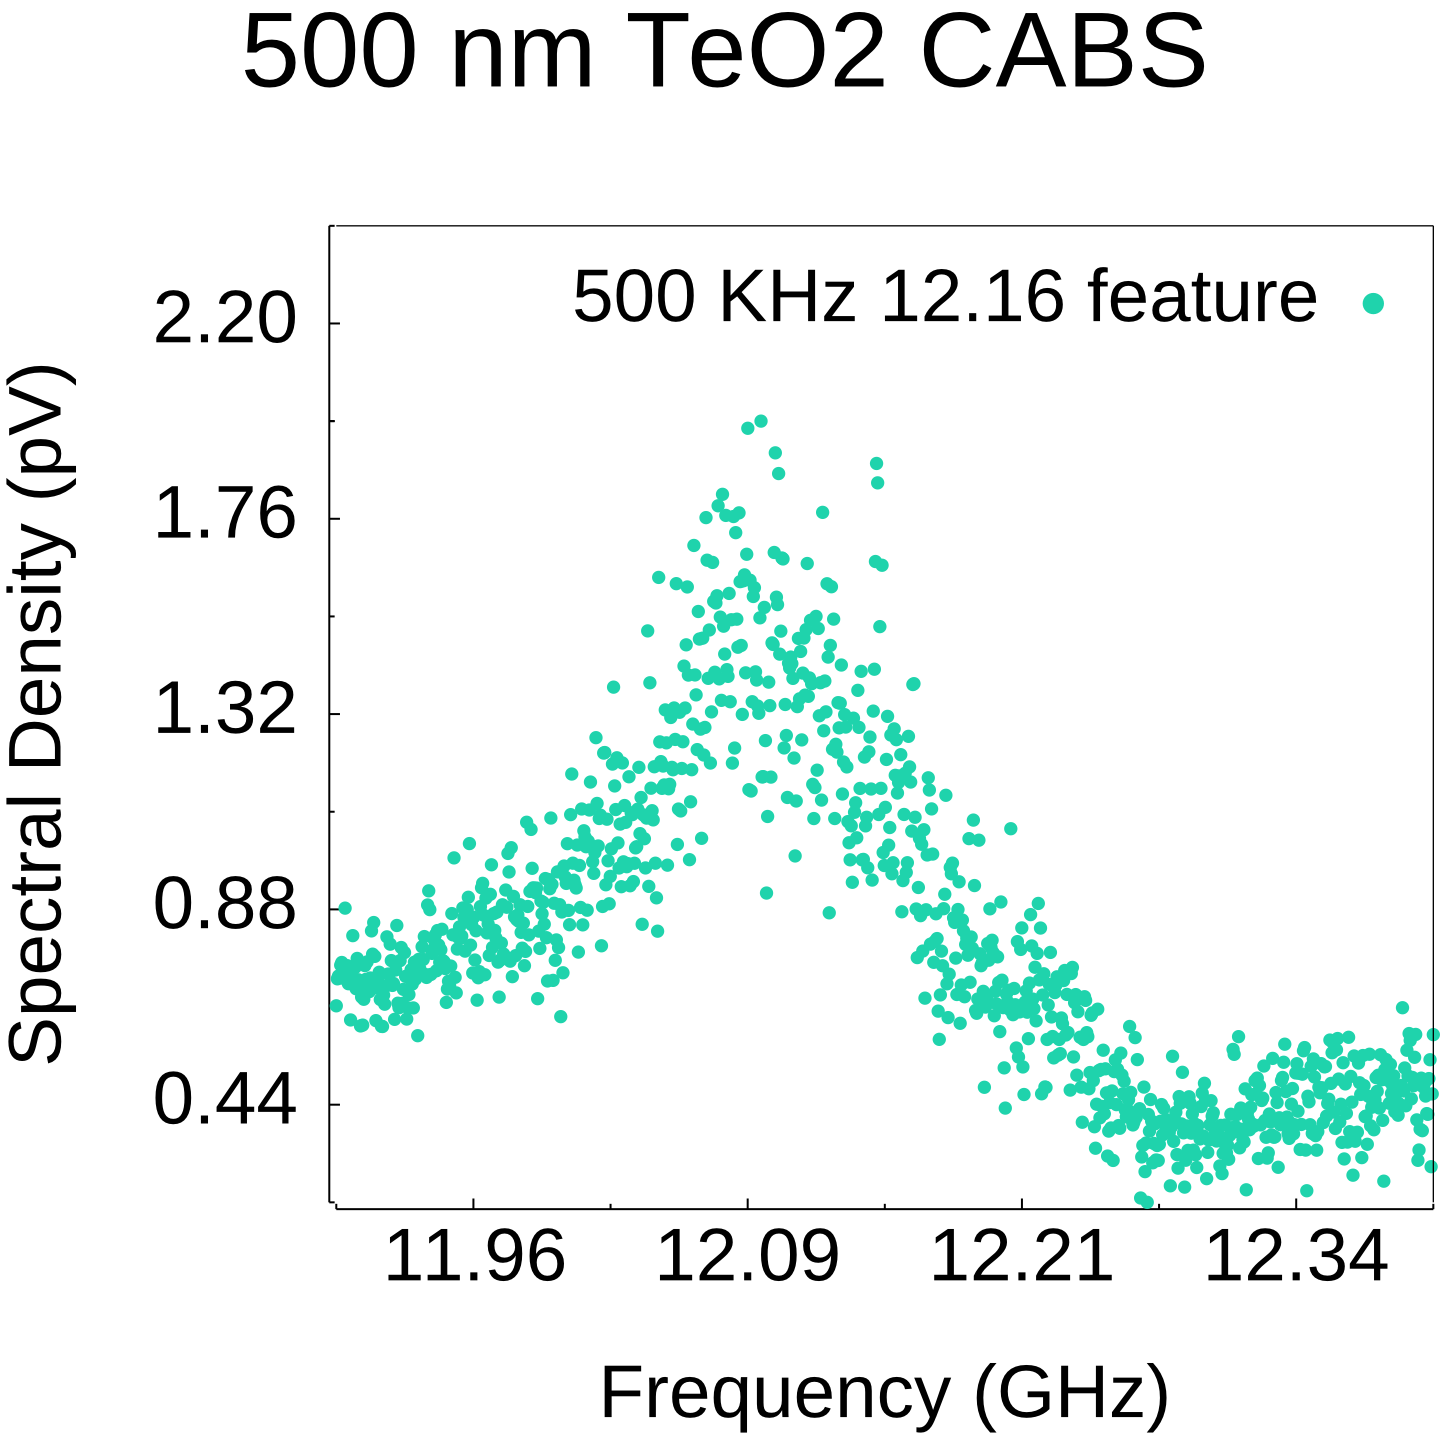 500 nm TeO2 CABS
500 KHz 12.16 feature
Spectral Density (pV)
2.20
1.76
1.32
0.88
0.44
11.96 12.09 12.21 12.34
Frequency (GHz)